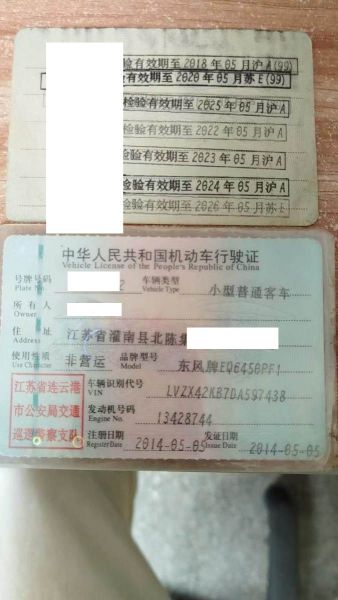 检验有效期至2018年05月沪A(99)
检验有效期至2020年05月苏E(99)
检验有效期至2025年05月沪A
检验有效期至2022年05月沪A
检验有效期至2023年05月沪A
检验有效期至2024年05月沪A
检验有效期至2026年05月苏E
中华人民共和国机动车行驶证
Vehicle License of the People's Republic of China
号牌号码 2 车辆类型 小型普通客车
Plate No. Vehicle Type
所有人
Owner
住址 江苏省灌南县北陈集
Address
使用性质 非营运 品牌型号 东风牌EQ6450PF1
Use Character Model
江苏省连云港 车辆识别代号 LVZX42KB7DA597438
VIN
市公安局交通 发动机号码 13428744
Engine No.
巡逻警察支队 注册日期 2014-05-05 发证日期 2014-05-05
Register Date Issue Date